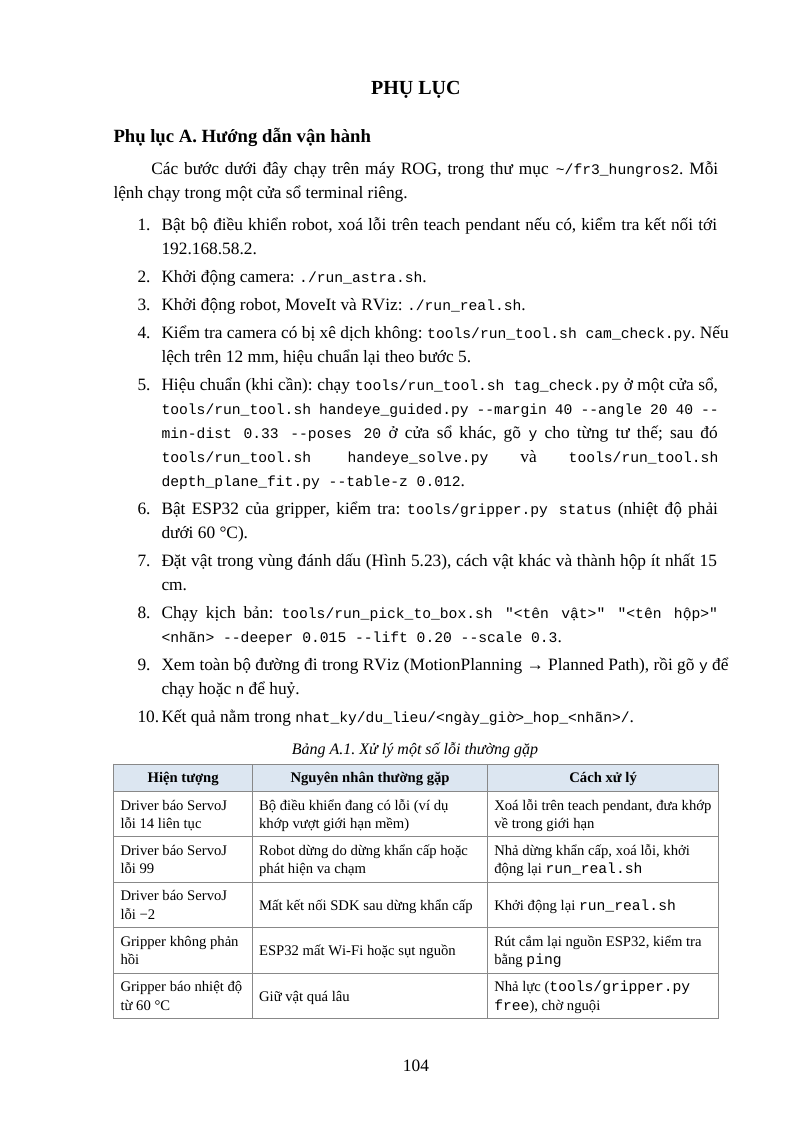 PHỤ LỤC
Phụ lục A. Hướng dẫn vận hành
Các bước dưới đây chạy trên máy ROG, trong thư mục ~/fr3_hungros2. Mỗi
lệnh chạy trong một cửa sổ terminal riêng.
1. Bật bộ điều khiển robot, xoá lỗi trên teach pendant nếu có, kiểm tra kết nối tới
192.168.58.2.
2. Khởi động camera: ./run_astra.sh.
3. Khởi động robot, MoveIt và RViz: ./run_real.sh.
4. Kiểm tra camera có bị xê dịch không: tools/run_tool.sh cam_check.py. Nếu
lệch trên 12 mm, hiệu chuẩn lại theo bước 5.
5. Hiệu chuẩn (khi cần): chạy tools/run_tool.sh tag_check.py ở một cửa sổ,
tools/run_tool.sh handeye_guided.py --margin 40 --angle 20 40 --
min-dist 0.33 --poses 20 ở cửa sổ khác, gõ y cho từng tư thế; sau đó
tools/run_tool.sh handeye_solve.py và tools/run_tool.sh
depth_plane_fit.py --table-z 0.012.
6. Bật ESP32 của gripper, kiểm tra: tools/gripper.py status (nhiệt độ phải
dưới 60 °C).
7. Đặt vật trong vùng đánh dấu (Hình 5.23), cách vật khác và thành hộp ít nhất 15
cm.
8. Chạy kịch bản: tools/run_pick_to_box.sh "<tên vật>" "<tên hộp>"
<nhãn> --deeper 0.015 --lift 0.20 --scale 0.3.
9. Xem toàn bộ đường đi trong RViz (MotionPlanning → Planned Path), rồi gõ y để
chạy hoặc n để huỷ.
10. Kết quả nằm trong nhat_ky/du_lieu/<ngày_giờ>_hop_<nhãn>/.
Bảng A.1. Xử lý một số lỗi thường gặp
Hiện tượng Nguyên nhân thường gặp Cách xử lý
Driver báo ServoJ
lỗi 14 liên tục
Bộ điều khiển đang có lỗi (ví dụ
khớp vượt giới hạn mềm)
Xoá lỗi trên teach pendant, đưa khớp
về trong giới hạn
Driver báo ServoJ
lỗi 99
Robot dừng do dừng khẩn cấp hoặc
phát hiện va chạm
Nhả dừng khẩn cấp, xoá lỗi, khởi
động lại run_real.sh
Driver báo ServoJ
lỗi −2
Mất kết nối SDK sau dừng khẩn cấp
Khởi động lại run_real.sh
Gripper không phản
hồi
ESP32 mất Wi-Fi hoặc sụt nguồn
Rút cắm lại nguồn ESP32, kiểm tra
bằng ping
Gripper báo nhiệt độ
từ 60 °C
Giữ vật quá lâu
Nhả lực (tools/gripper.py
free), chờ nguội
104